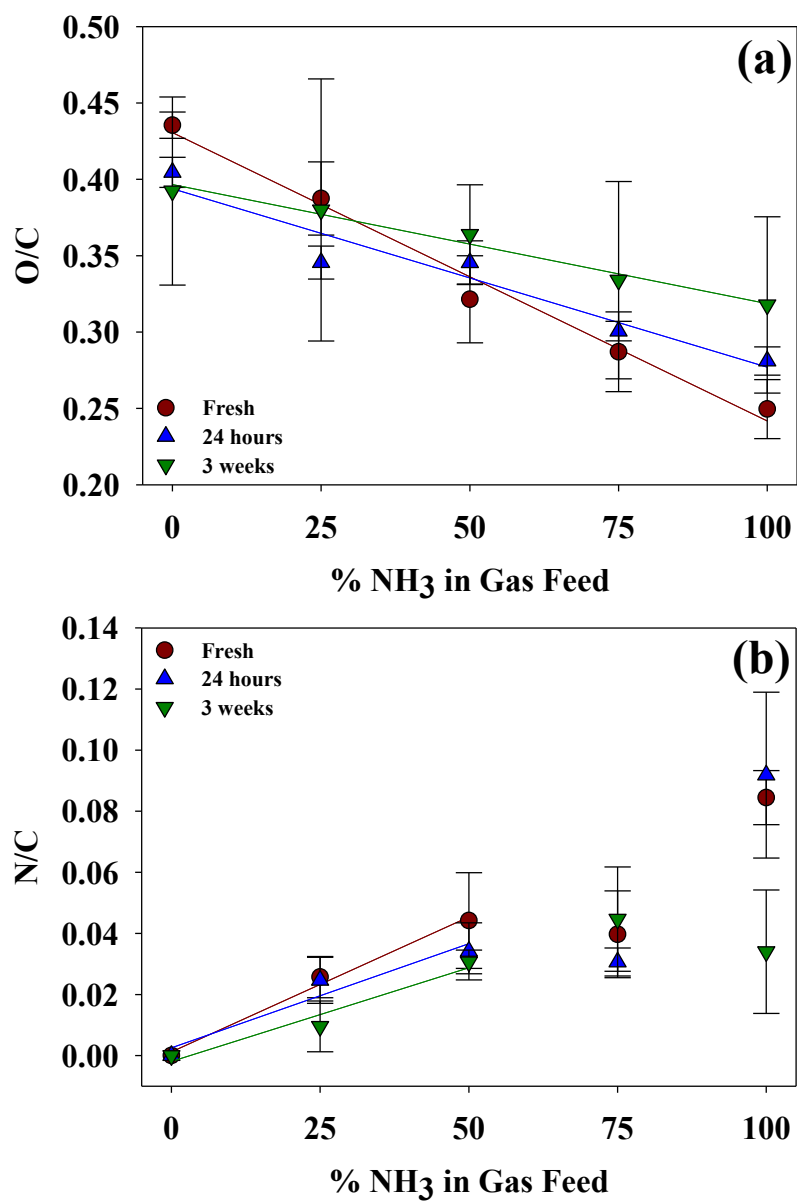 (a)
0.50
0.45
0.40
0.35
0.30
0.25
0.20
O/C
Fresh
24 hours
3 weeks
0 25 50 75 100
% NH3 in Gas Feed
(b)
0.14
0.12
0.10
0.08
0.06
0.04
0.02
0.00
N/C
Fresh
24 hours
3 weeks
0 25 50 75 100
% NH3 in Gas Feed